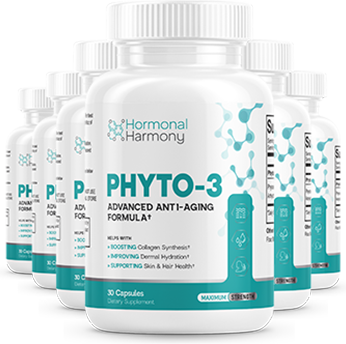 Hormonal
Harmony
PHYTO-3
ADVANCED ANTI-AGING
FORMULA†
HELPS WITH
• BOOSTING Collagen Synthesis†
• IMPROVING Dermal Hydration†
• SUPPORTING Skin & Hair Health†
30 Capsules
Dietary Supplement
MAXIMUM STRENGTH